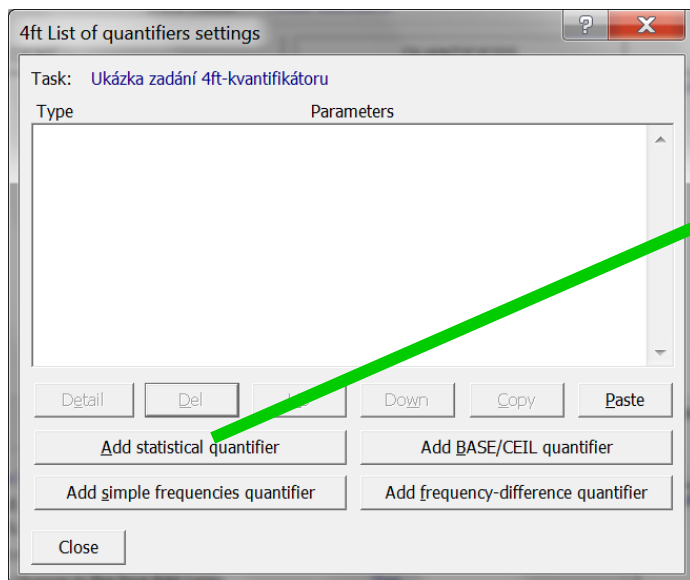 4ft List of quantifiers settings
Task: Ukázka zadání 4ft-kvantifikátoru
Type Parameters
Detail Del Down Copy Paste
Add statistical quantifier Add BASE/CEIL quantifier
Add simple frequencies quantifier Add frequency-difference quantifier
Close